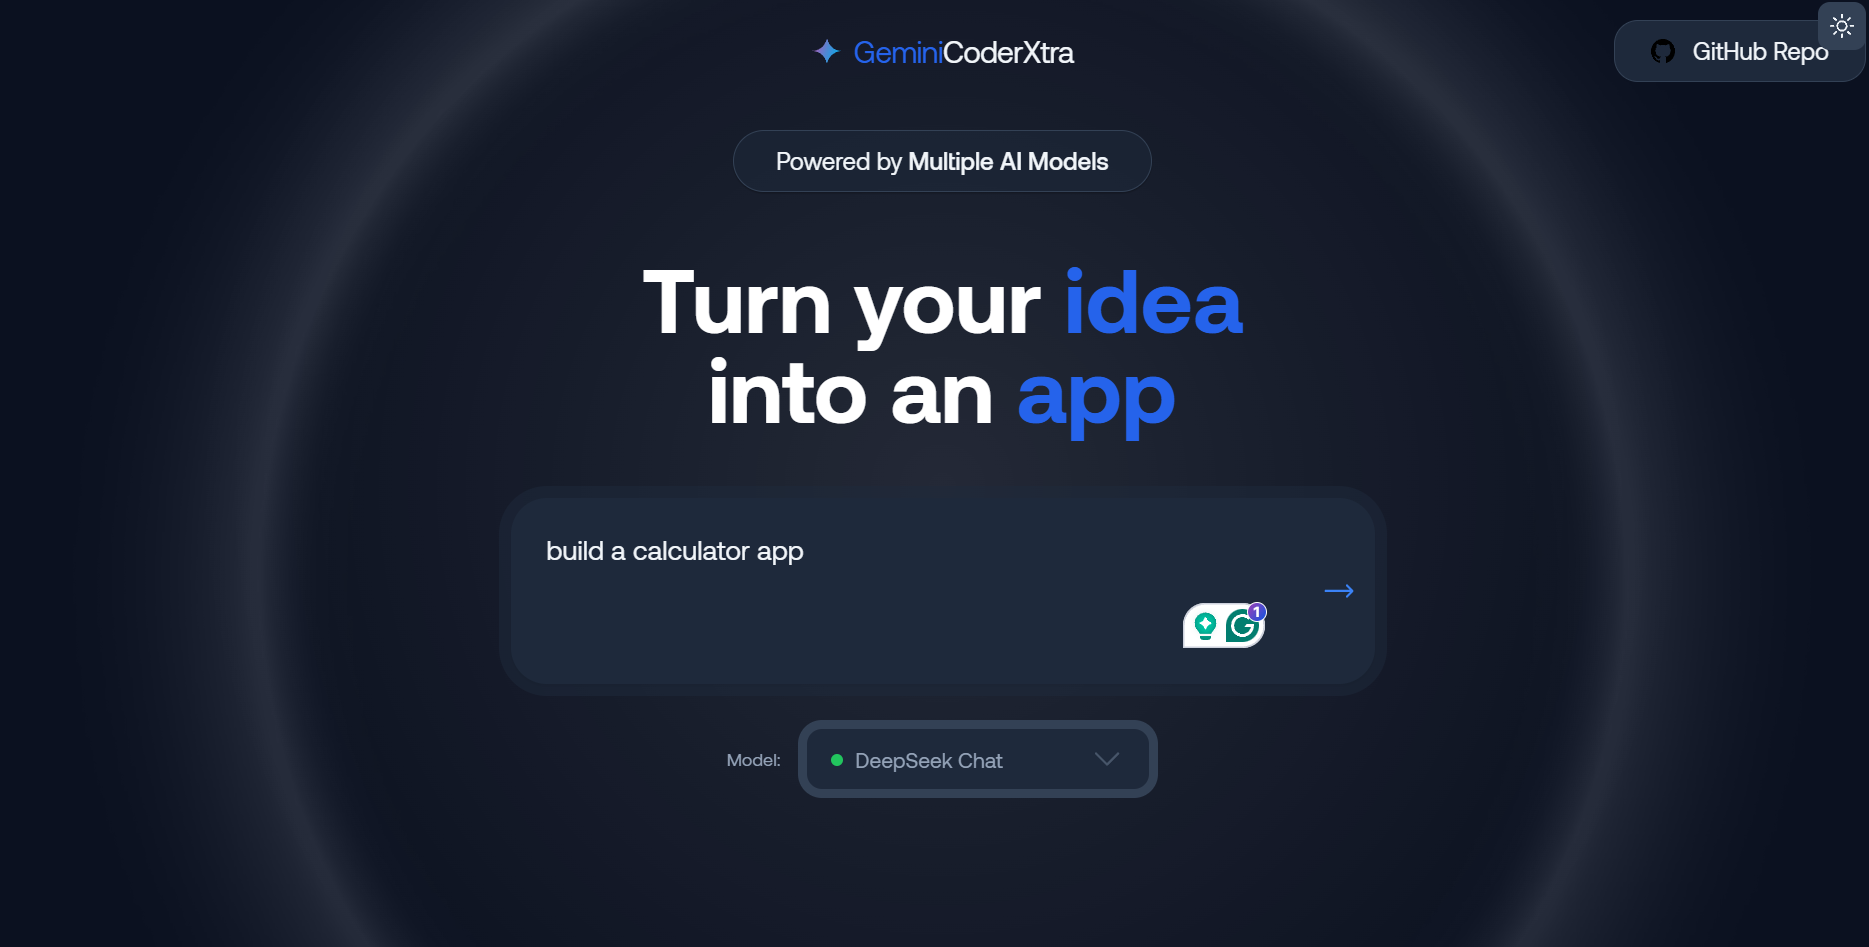 GeminiCoderXtra
GitHub Repo
Powered by Multiple AI Models
Turn your idea
into an app
build a calculator app
1
Model:
DeepSeek Chat